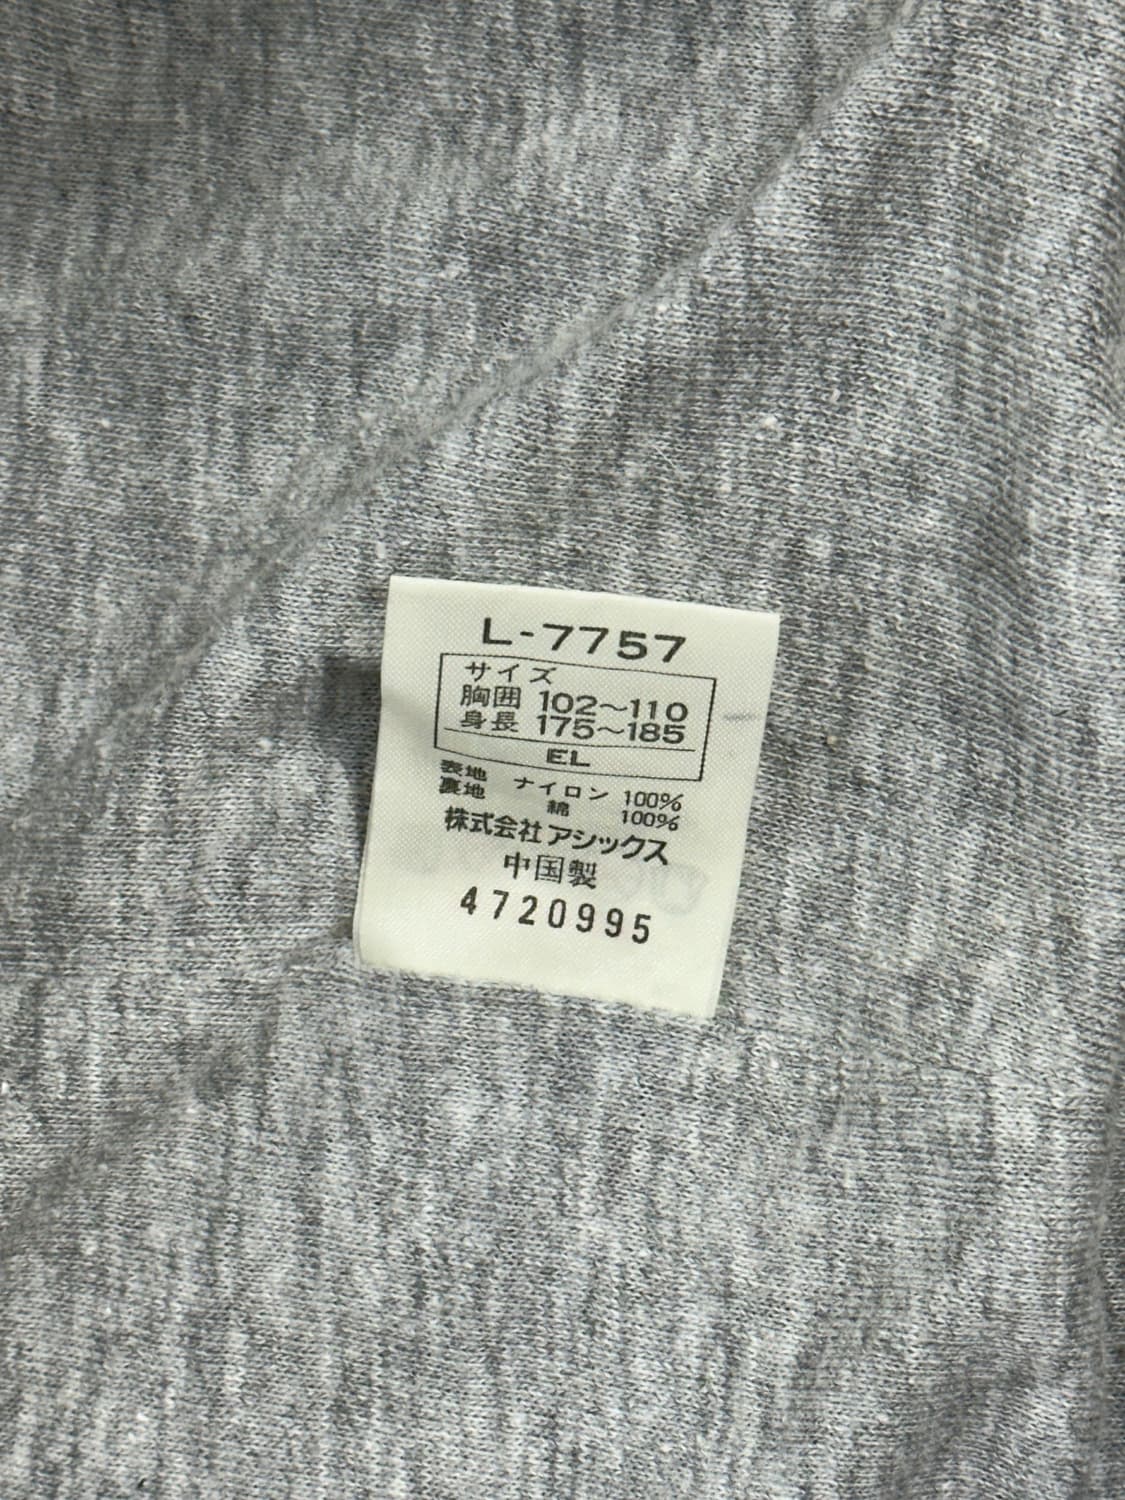 L-7757
サイズ
胸囲 102～110
身長 175～185
EL
表地 ナイロン 100%
裏地 綿 100%
株式会社アシックス
中国製
4720995